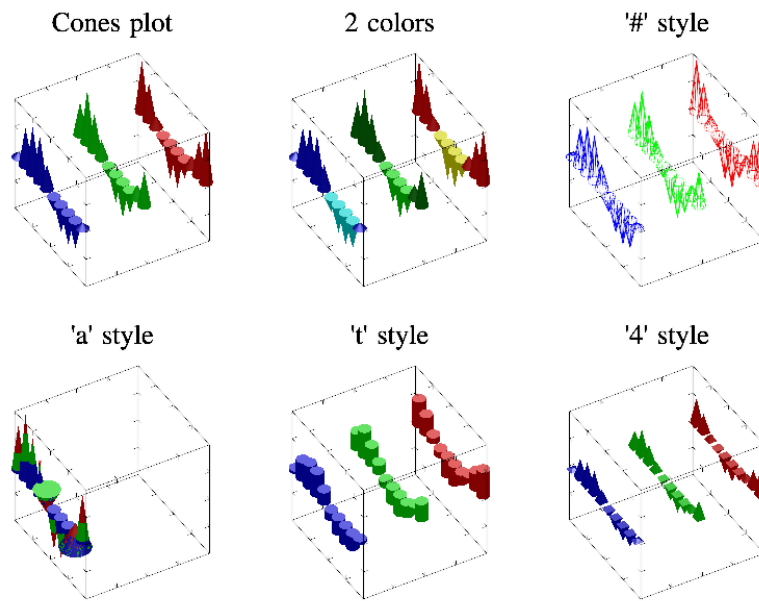 Cones plot
2 colors
'#' style
'a' style
't' style
'4' style